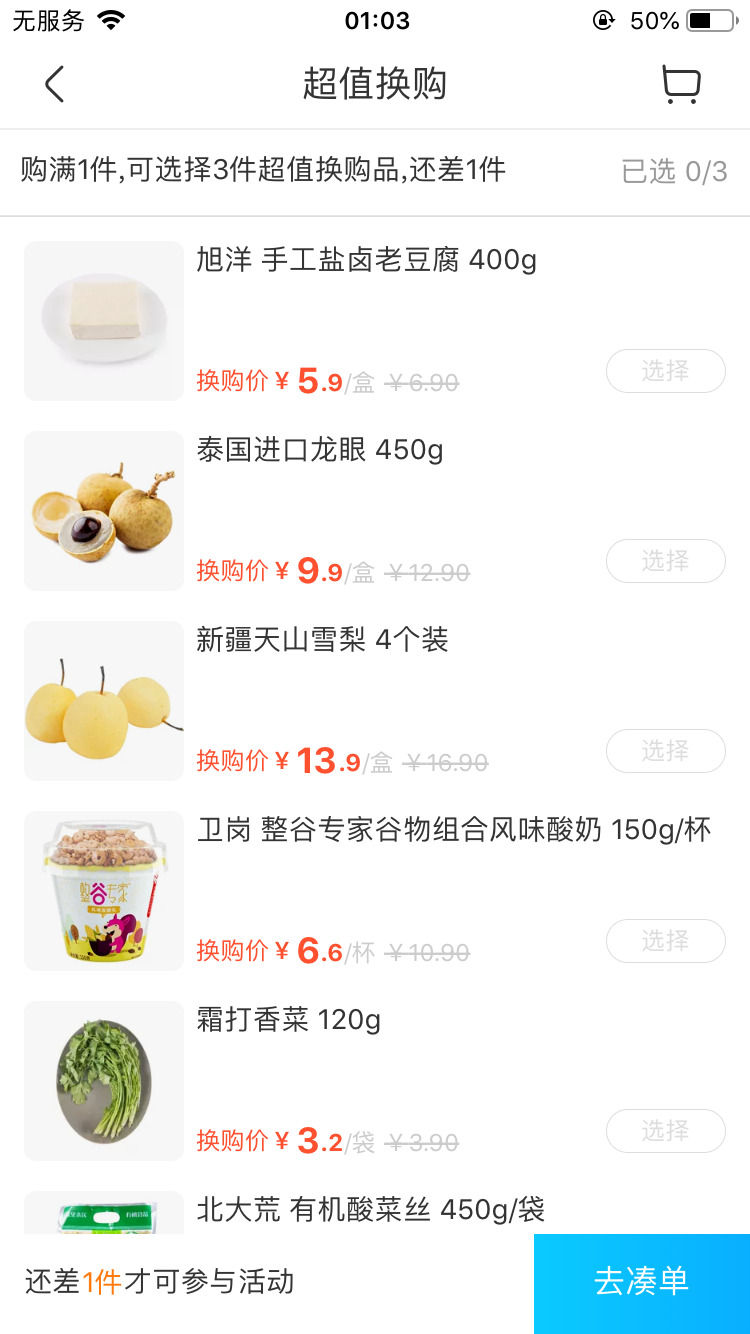 无服务 01:03 50%
超值换购
购满1件,可选择3件超值换购品,还差1件 已选 0/3
旭洋 手工盐卤老豆腐 400g
换购价 ¥ 5.9/盒 ¥6.90 选择
泰国进口龙眼 450g
换购价 ¥ 9.9/盒 ¥12.90 选择
新疆天山雪梨 4个装
换购价 ¥ 13.9/盒 ¥16.90 选择
卫岗 整谷专家谷物组合风味酸奶 150g/杯
换购价 ¥ 6.6/杯 ¥10.90 选择
霜打香菜 120g
换购价 ¥ 3.2/袋 ¥3.90 选择
北大荒 有机酸菜丝 450g/袋
还差1件才可参与活动 去凑单